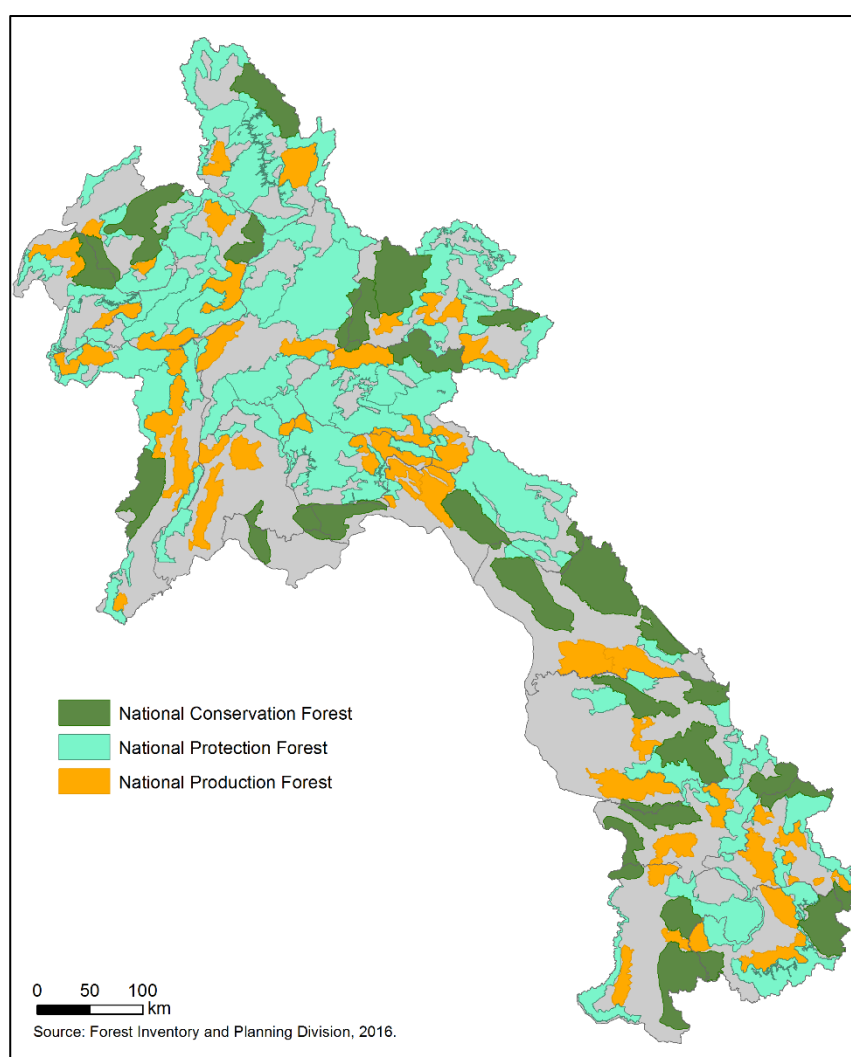 National Conservation Forest
National Protection Forest
National Production Forest
0 50 100
km
Source: Forest Inventory and Planning Division, 2016.